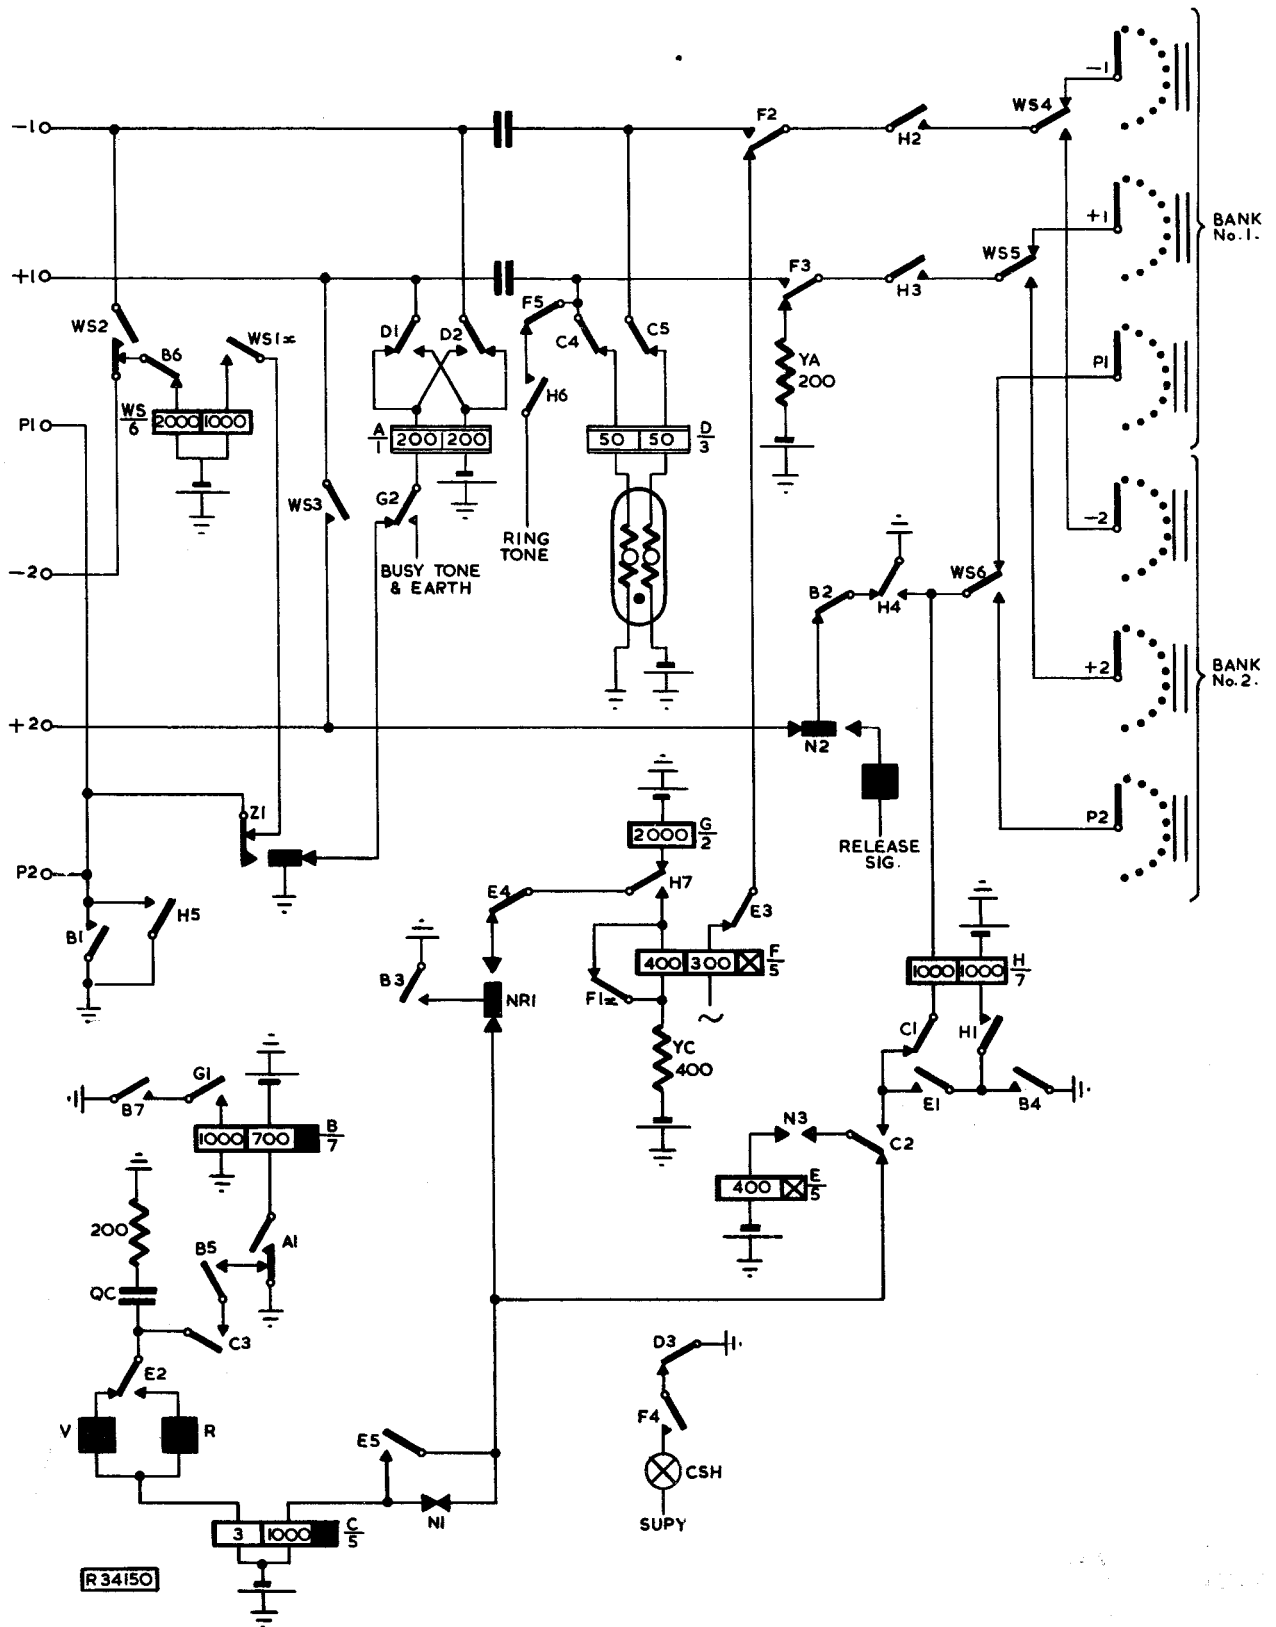 -1
F2
H2
WS4
-1
+1
F3
H3
WS5
+1
BANK
No.1.
WS2
B6
WS1x
D1
D2
F5
C4
C5
H6
YA
200
P1
P1
WS
6
2000
1000
A
1
200
200
50
50
D
3
WS3
G2
RING
TONE
BUSY TONE
& EARTH
-2
-2
B2
H4
WS6
+2
BANK
No.2.
+2
N2
P2
RELEASE
SIG.
Z1
P2
2000
G
2
E4
H7
E3
B1
H5
B3
NR1
400
300
F
5
F1x
YC
400
1000
1000
H
7
C1
H1
E1
B4
B7
G1
1000
700
B
7
N3
C2
400
E
5
200
B5
A1
QC
C3
E2
D3
F4
V
R
E5
CSH
N1
SUPY
3
1000
C
5
R34150